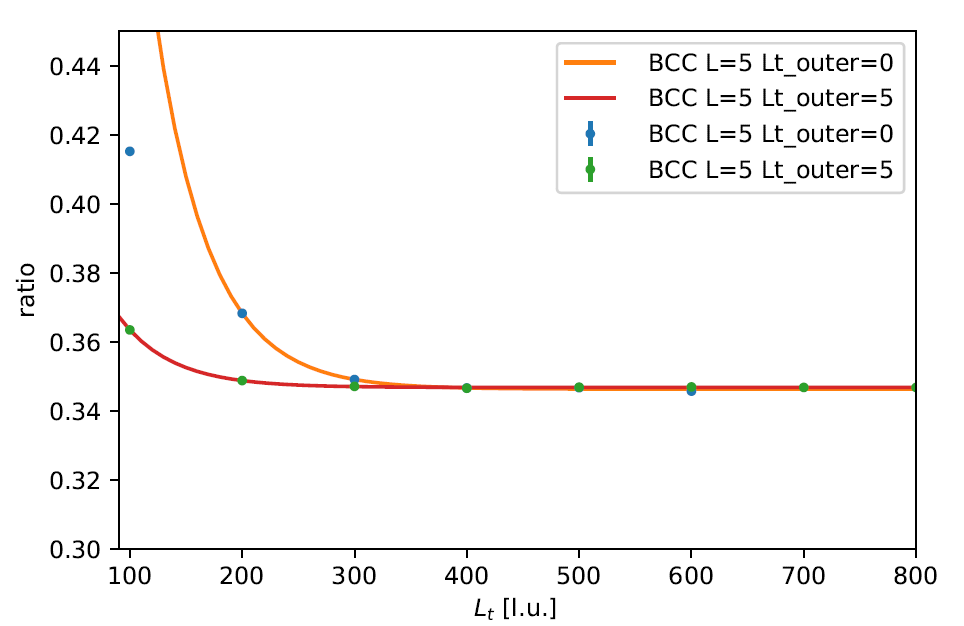 0.44
0.42
0.40
0.38
0.36
0.34
0.32
0.30
ratio
BCC L=5 Lt_outer=0
BCC L=5 Lt_outer=5
BCC L=5 Lt_outer=0
BCC L=5 Lt_outer=5
100 200 300 400 500 600 700 800
L_t [l.u.]